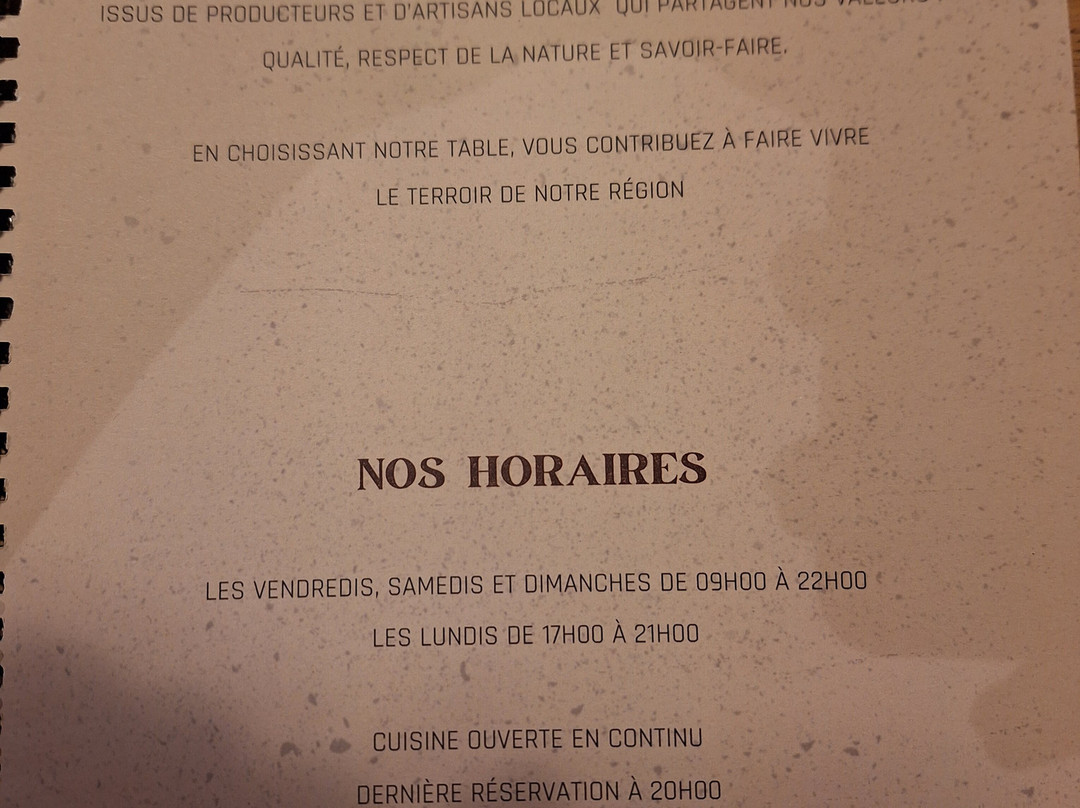 ISSUS DE PRODUCTEURS ET D'ARTISANS LOCAUX QUI PARTAGENT NOS VALEURS :
QUALITÉ, RESPECT DE LA NATURE ET SAVOIR-FAIRE.
EN CHOISISSANT NOTRE TABLE, VOUS CONTRIBUEZ À FAIRE VIVRE
LE TERROIR DE NOTRE RÉGION
NOS HORAIRES
LES VENDREDIS, SAMEDIS ET DIMANCHES DE 09H00 À 22H00
LES LUNDIS DE 17H00 À 21H00
CUISINE OUVERTE EN CONTINU
DERNIÈRE RÉSERVATION À 20H00